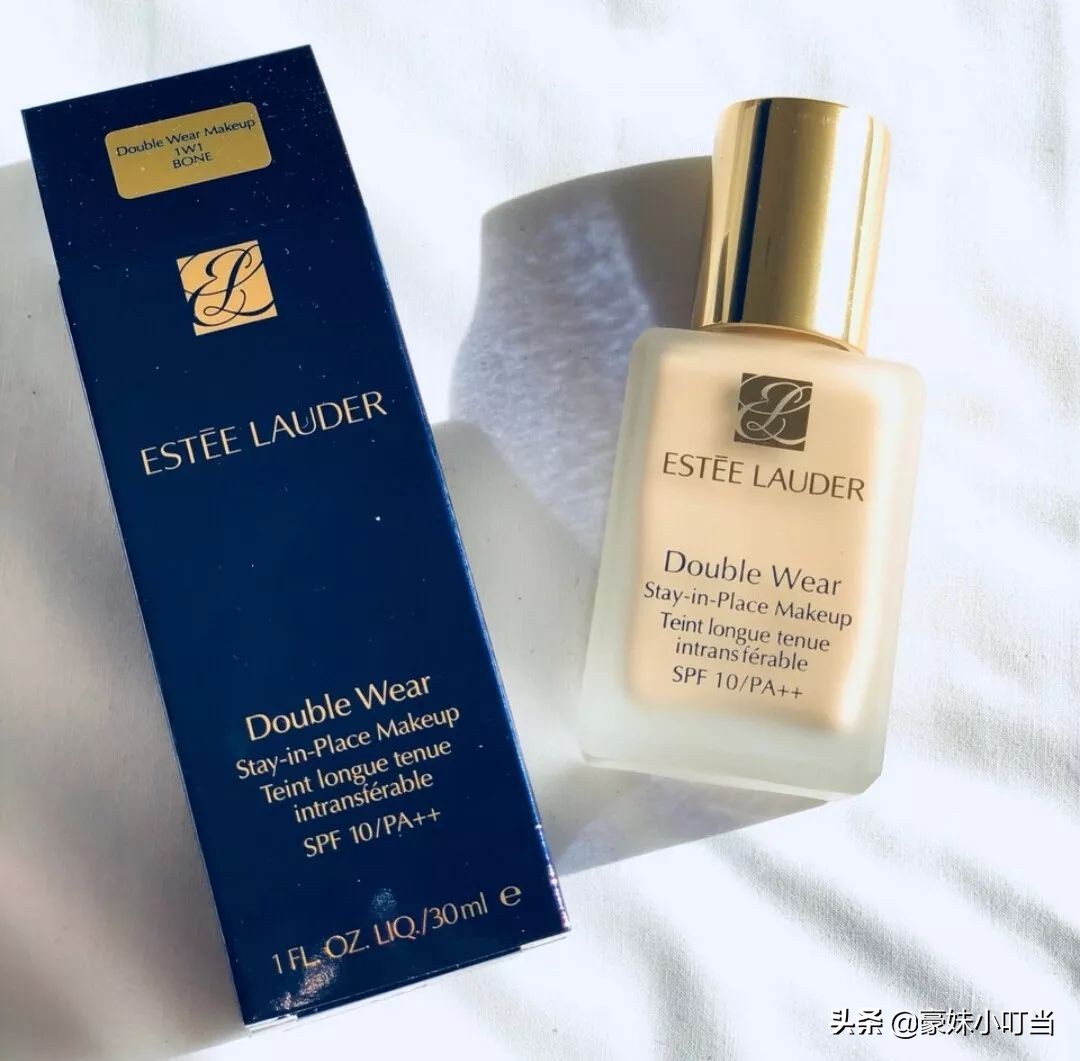 Double Wear Makeup
1W1
BONE
ESTĒE LAUDER
Double Wear
Stay-in-Place Makeup
Teint longue tenue
intransférable
SPF 10/PA++
1 FL. OZ. LIQ./30ml e
EL
ESTĒE LAUDER
Double Wear
Stay-in-Place Makeup
Teint longue tenue
intransférable
SPF 10/PA++
头条 @豪妹小叮当